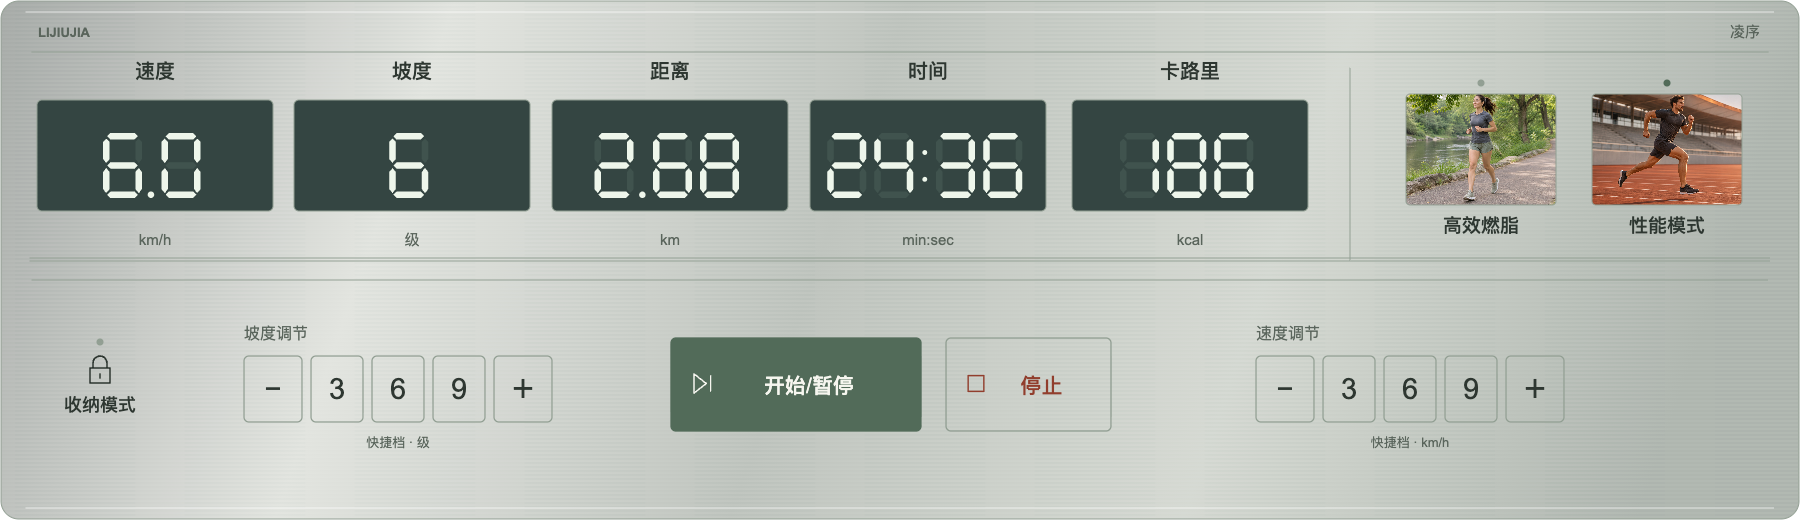 LIJIUJIA
凌序
速度
坡度
距离
时间
卡路里
6.0
6
2.68
24:36
186
km/h
级
km
min:sec
kcal
高效燃脂
性能模式
收纳模式
坡度调节
− 3 6 9 +
快捷档 · 级
开始/暂停
停止
速度调节
− 3 6 9 +
快捷档 · km/h